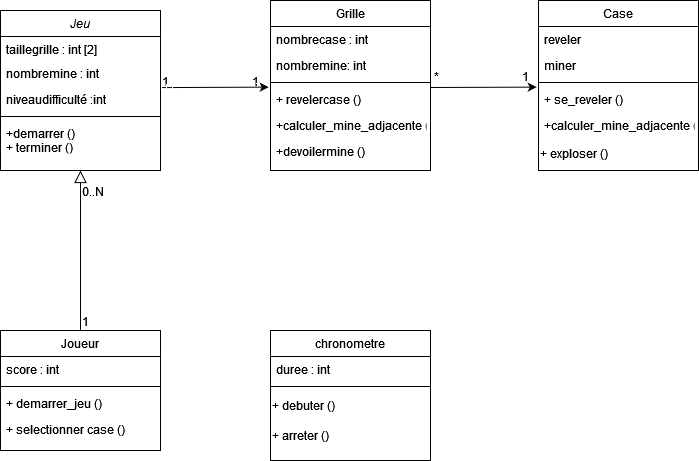 Jeu
taillegrille : int [2]
nombremine : int
niveaudifficulté :int
+demarrer ()
+ terminer ()
1
1
Grille
nombrecase : int
nombremine: int
+ revelercase ()
+calculer_mine_adjacente (
+devoilermine ()
*
1
Case
reveler
miner
+ se_reveler ()
+calculer_mine_adjacente (
+ exploser ()
0..N
1
Joueur
score : int
+ demarrer_jeu ()
+ selectionner case ()
chronometre
duree : int
+ debuter ()
+ arreter ()